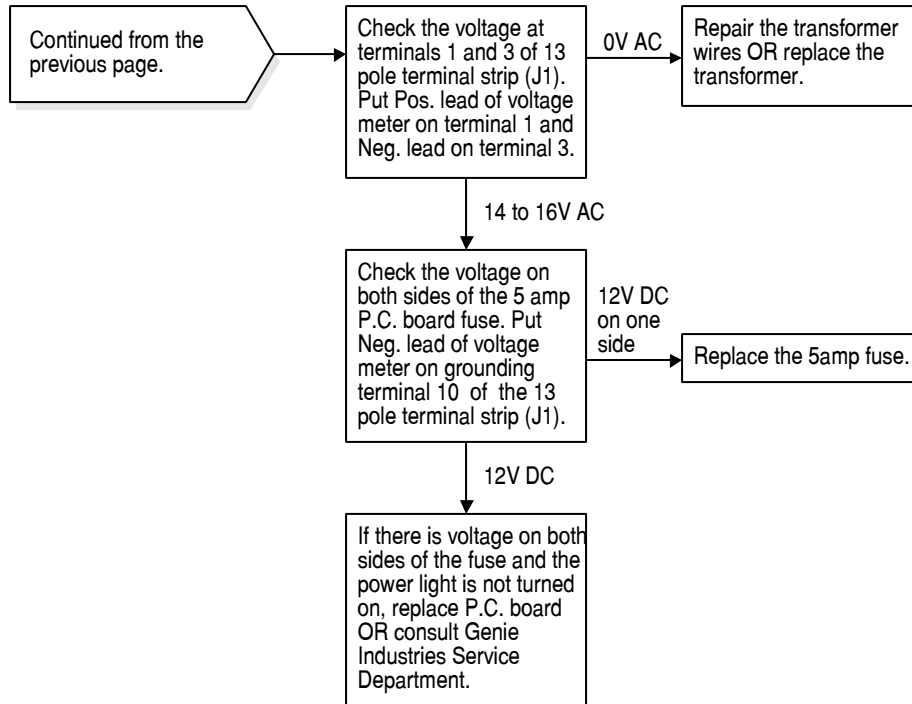 Continued from the
previous page.
Check the voltage at
terminals 1 and 3 of 13
pole terminal strip (J1).
Put Pos. lead of voltage
meter on terminal 1 and
Neg. lead on terminal 3.
0V AC
Repair the transformer
wires OR replace the
transformer.
14 to 16V AC
Check the voltage on
both sides of the 5 amp
P.C. board fuse. Put
Neg. lead of voltage
meter on grounding
terminal 10 of the 13
pole terminal strip (J1).
12V DC
on one
side
Replace the 5amp fuse.
12V DC
If there is voltage on both
sides of the fuse and the
power light is not turned
on, replace P.C. board
OR consult Genie
Industries Service
Department.